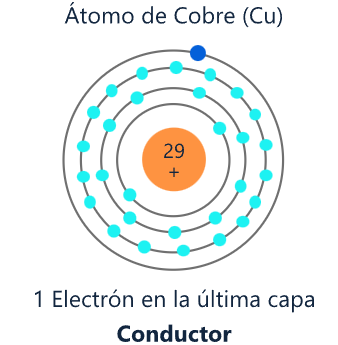 Átomo de Cobre (Cu)
29
+
1 Electrón en la última capa
Conductor